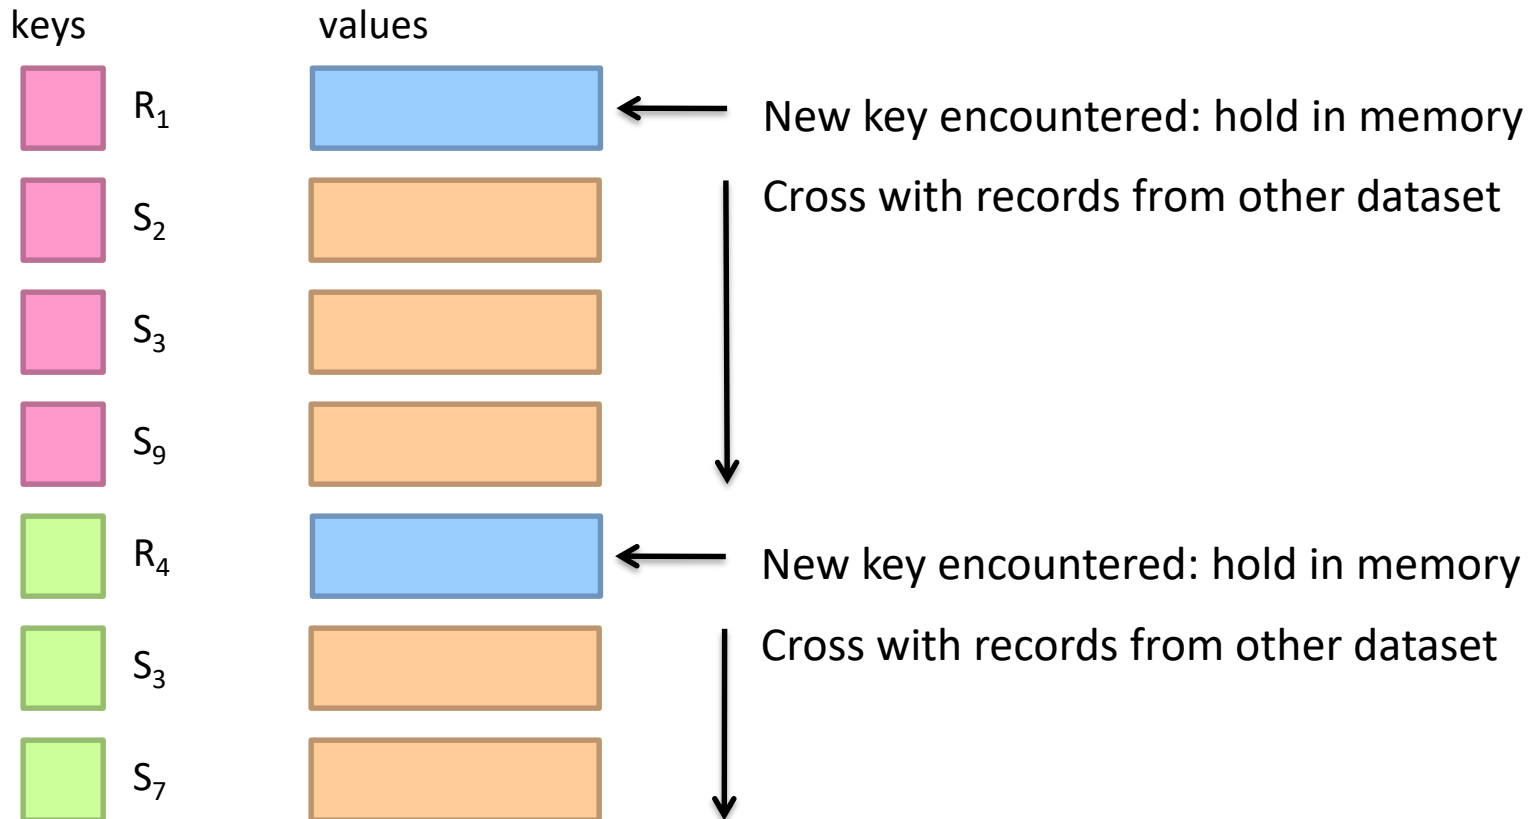 keys values
R₁ New key encountered: hold in memory
S₂ Cross with records from other dataset
S₃
S₉
R₄ New key encountered: hold in memory
S₃ Cross with records from other dataset
S₇